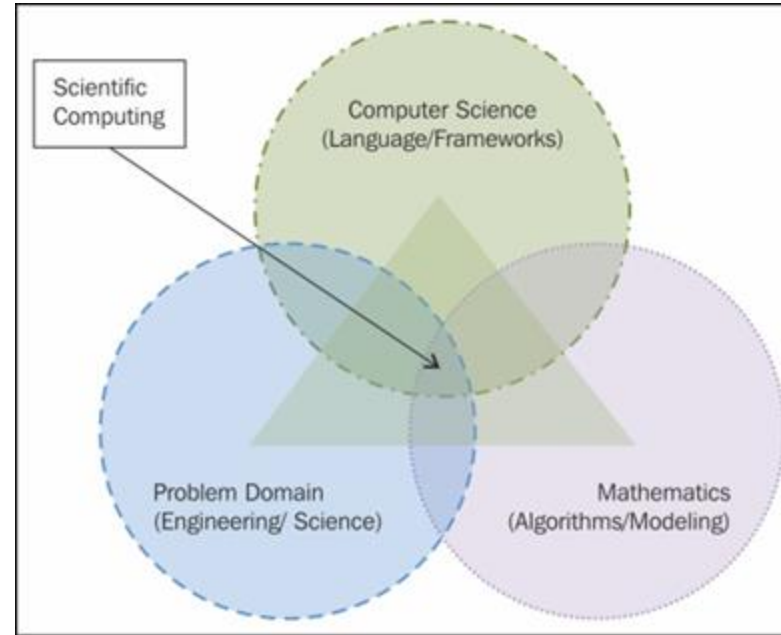 Scientific
Computing
Computer Science
(Language/Frameworks)
Problem Domain
(Engineering/ Science)
Mathematics
(Algorithms/Modeling)